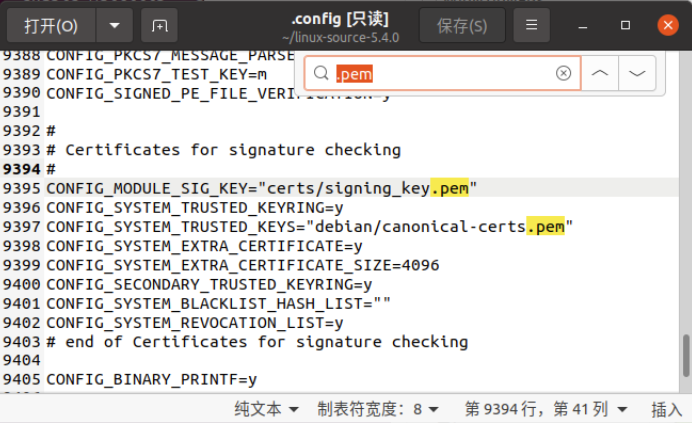 打开(O)
.config [只读]
~/linux-source-5.4.0
保存(S)
.pem
9388 CONFIG_PKCS7_MESSAGE_PARSE
9389 CONFIG_PKCS7_TEST_KEY=m
9390 CONFIG_SIGNED_PE_FILE_VERIFICATION=y
9391
9392 #
9393 # Certificates for signature checking
9394 #
9395 CONFIG_MODULE_SIG_KEY="certs/signing_key.pem"
9396 CONFIG_SYSTEM_TRUSTED_KEYRING=y
9397 CONFIG_SYSTEM_TRUSTED_KEYS="debian/canonical-certs.pem"
9398 CONFIG_SYSTEM_EXTRA_CERTIFICATE=y
9399 CONFIG_SYSTEM_EXTRA_CERTIFICATE_SIZE=4096
9400 CONFIG_SECONDARY_TRUSTED_KEYRING=y
9401 CONFIG_SYSTEM_BLACKLIST_HASH_LIST=""
9402 CONFIG_SYSTEM_REVOCATION_LIST=y
9403 # end of Certificates for signature checking
9404
9405 CONFIG_BINARY_PRINTF=y
纯文本 制表符宽度：8 第 9394 行，第 41 列 插入